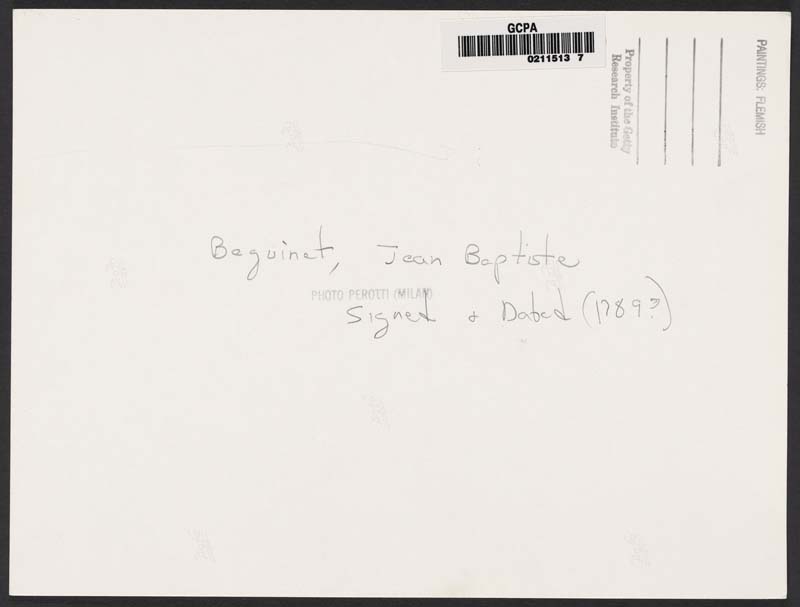 GCPA
0211513 7
Property of the Getty
Research Institute
PAINTINGS: FLEMISH
Beguinet, Jean Baptiste
PHOTO PEROTTI (MILAN)
Signed & Dated (1789?)